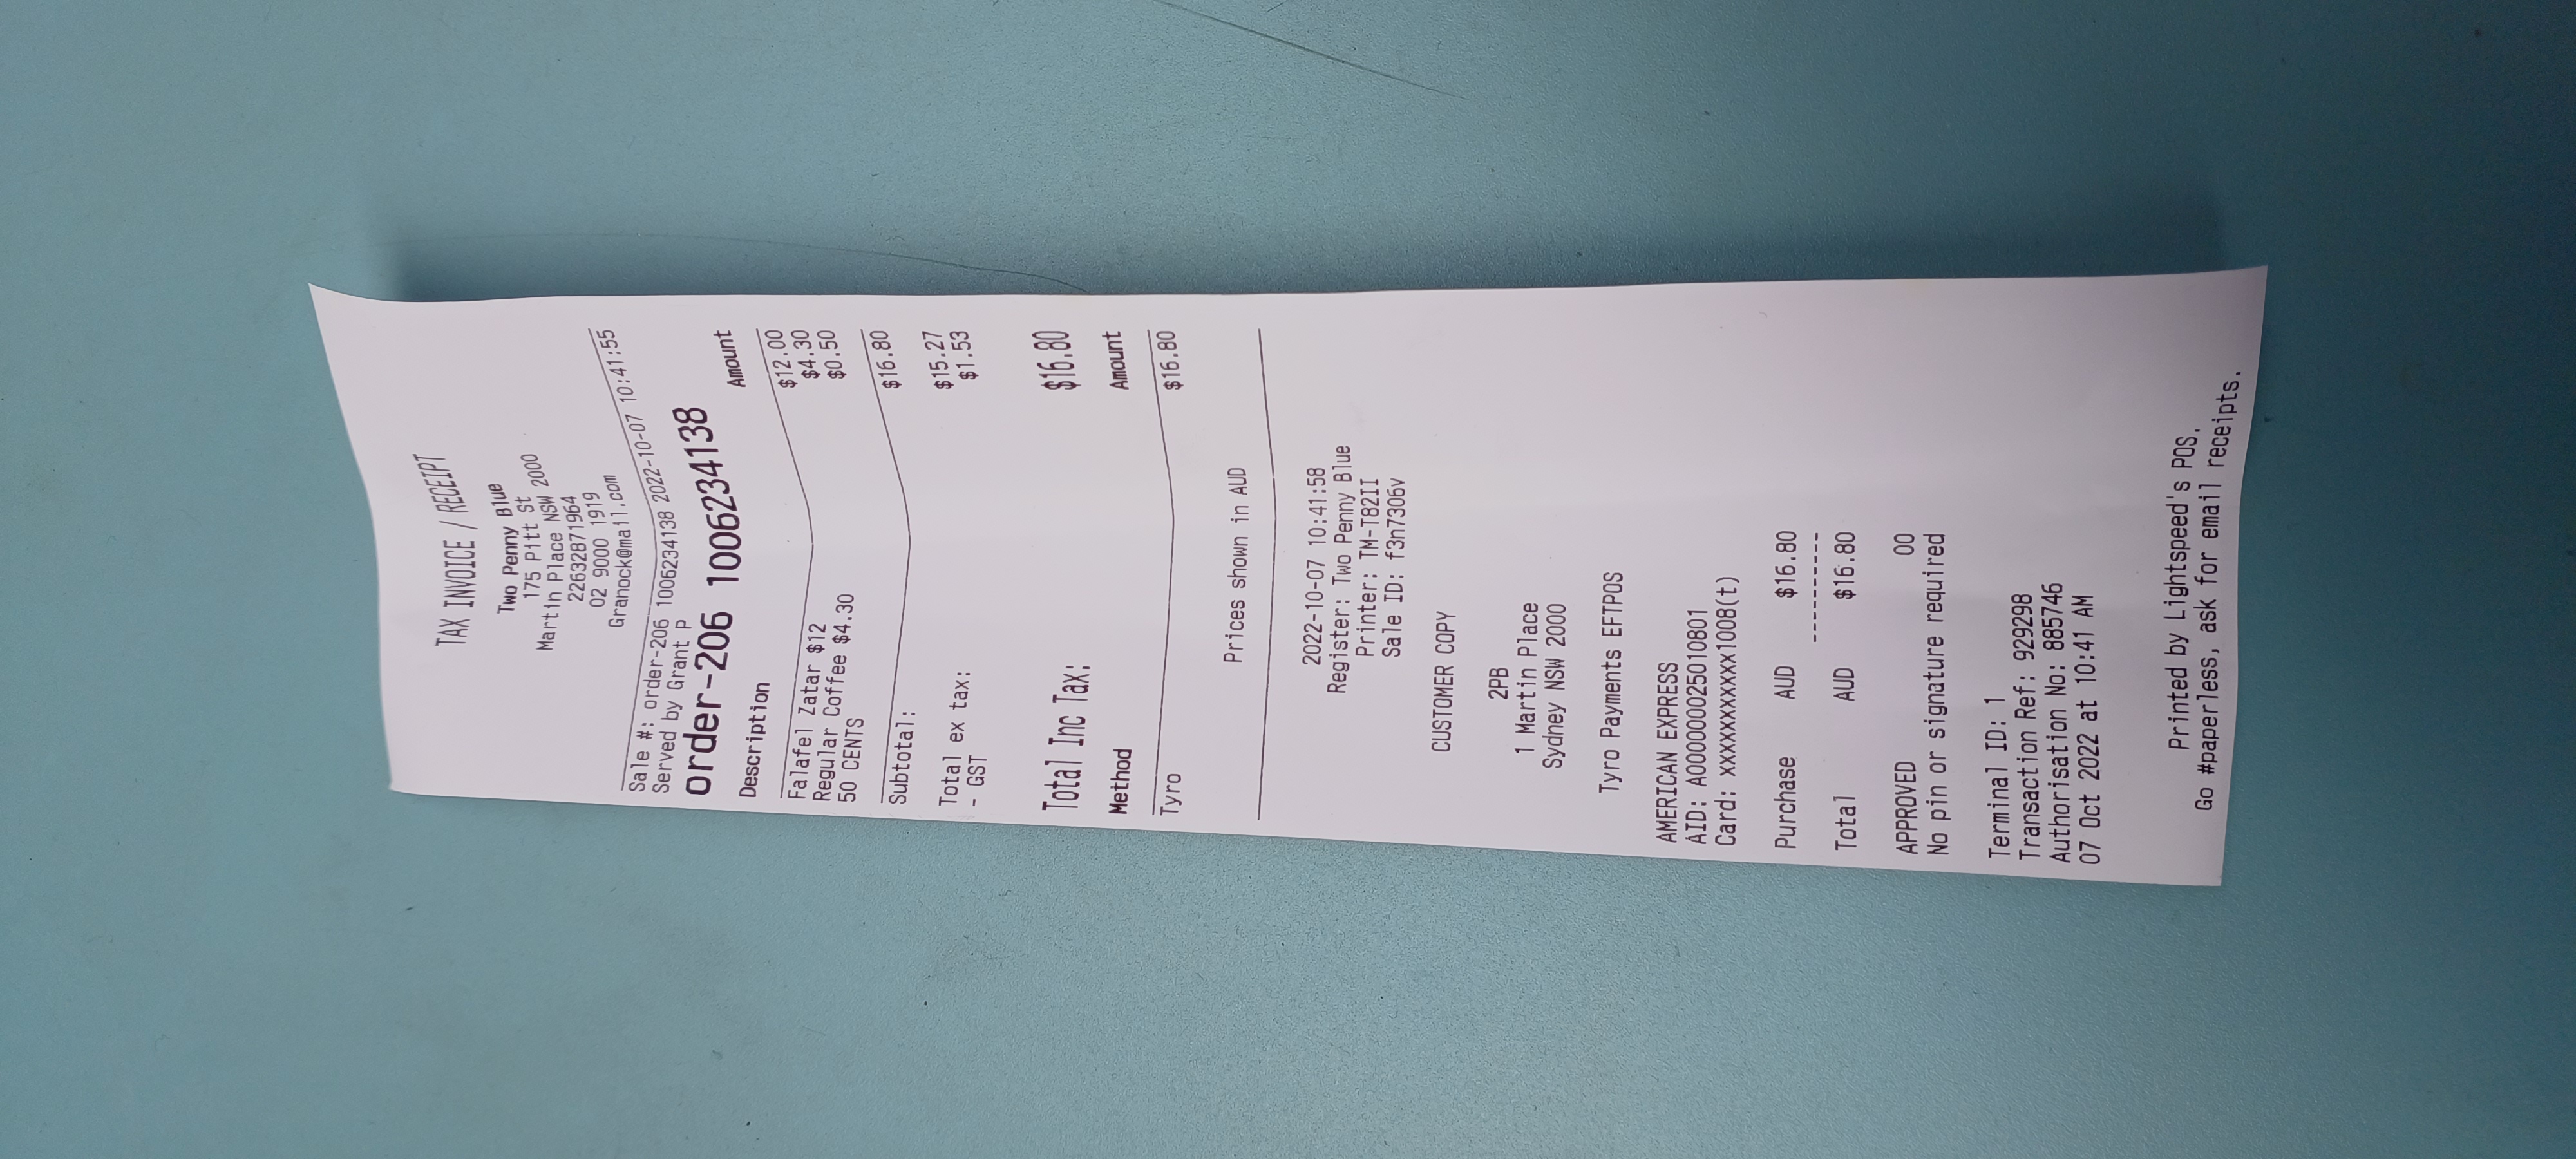 TAX INVOICE / RECEIPT
Two Penny Blue
175 Pitt St
Martin Place NSW 2000
22632871964
02 9000 1919
Granock@mail.com
Sale #: order-206 1006234138 2022-10-07 10:41:55
Served by Grant P
order-206 1006234138
Description Amount
Falafel Zatar $12 $12.00
Regular Coffee $4.30 $4.30
50 CENTS $0.50
Subtotal: $16.80
Total ex tax: $15.27
- GST $1.53
Total Inc Tax: $16.80
Method Amount
Tyro $16.80
Prices shown in AUD
2022-10-07 10:41:58
Register: Two Penny Blue
Printer: TM-T82II
Sale ID: f3n7306v
CUSTOMER COPY
2PB
1 Martin Place
Sydney NSW 2000
Tyro Payments EFTPOS
AMERICAN EXPRESS
AID: A000000025010801
Card: xxxxxxxxxxx1008(t)
Purchase AUD $16.80
----------
Total AUD $16.80
APPROVED 00
No pin or signature required
Terminal ID: 1
Transaction Ref: 929298
Authorisation No: 885746
07 Oct 2022 at 10:41 AM
Printed by Lightspeed's POS.
Go #paperless, ask for email receipts.